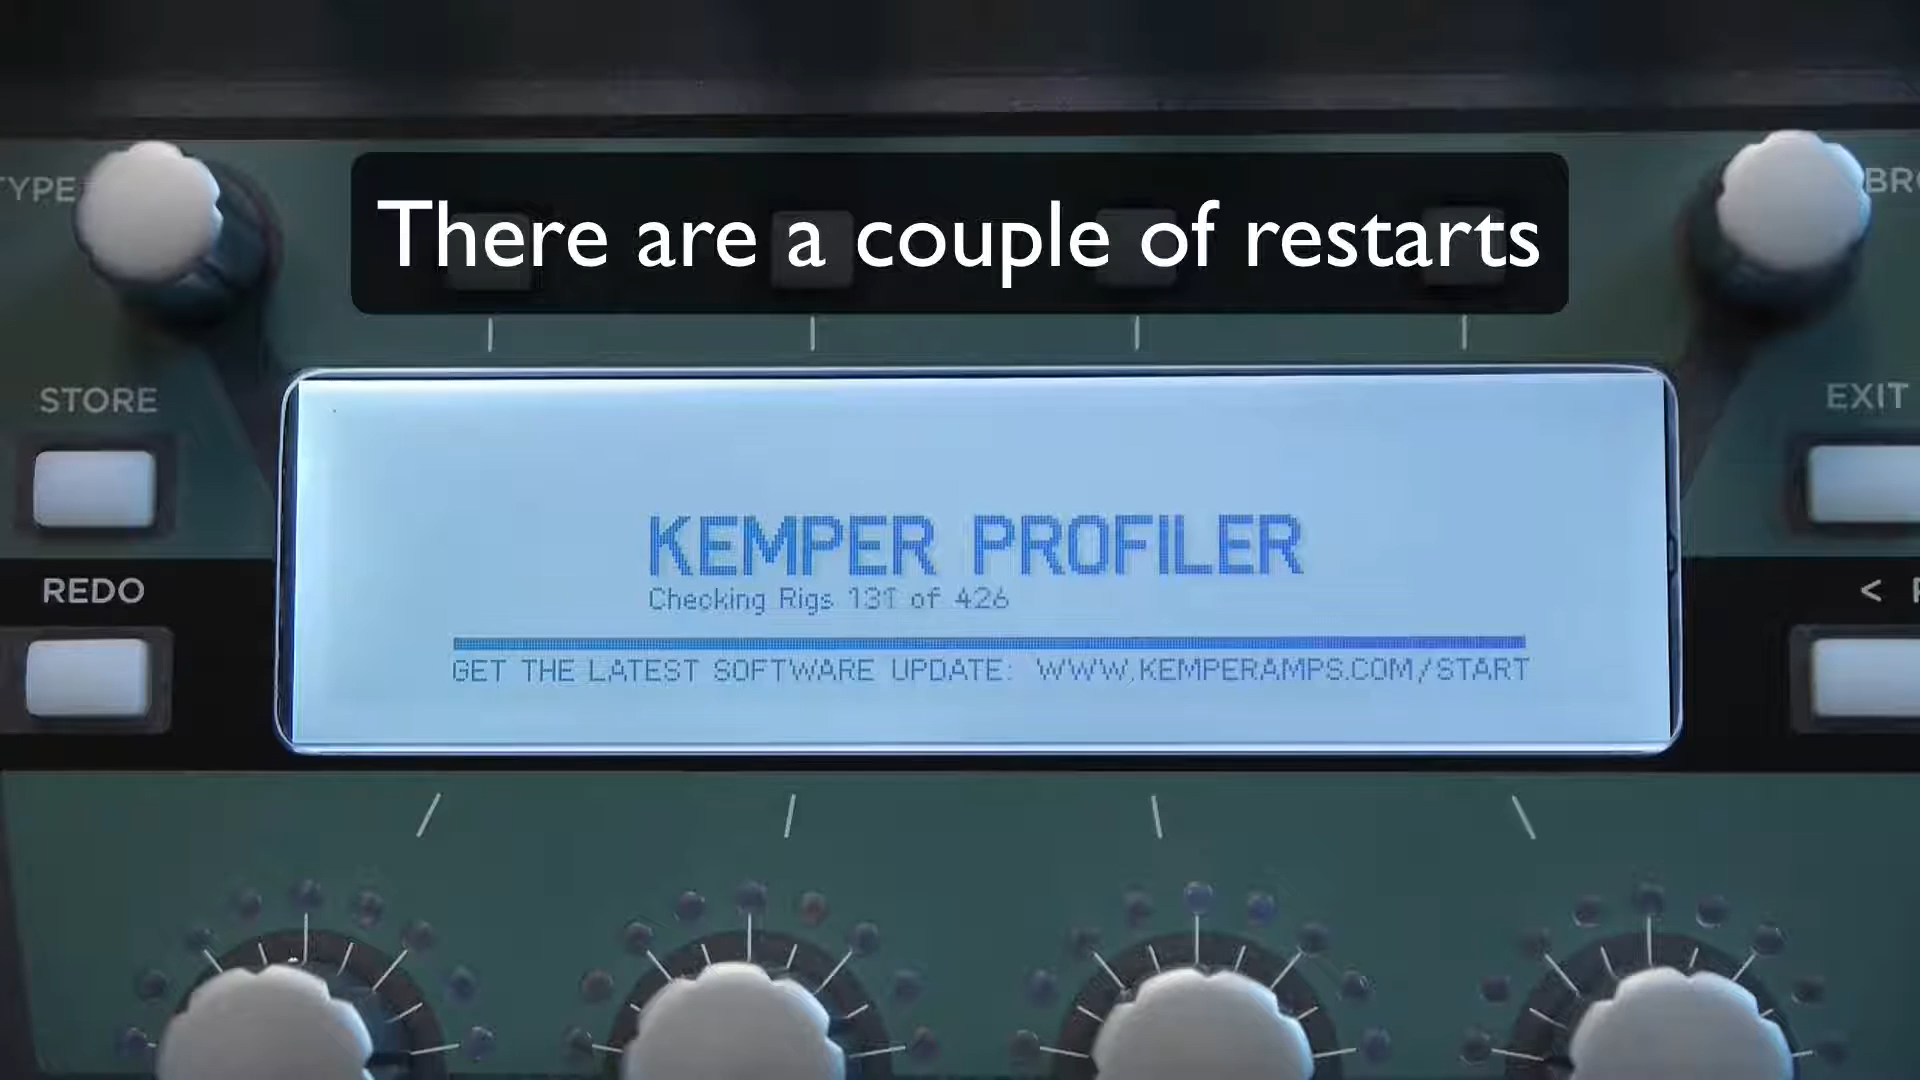 There are a couple of restarts
TYPE
STORE
EXIT
KEMPER PROFILER
Checking Rigs 131 of 426
REDO
<
GET THE LATEST SOFTWARE UPDATE: WWW.KEMPERAMPS.COM/START